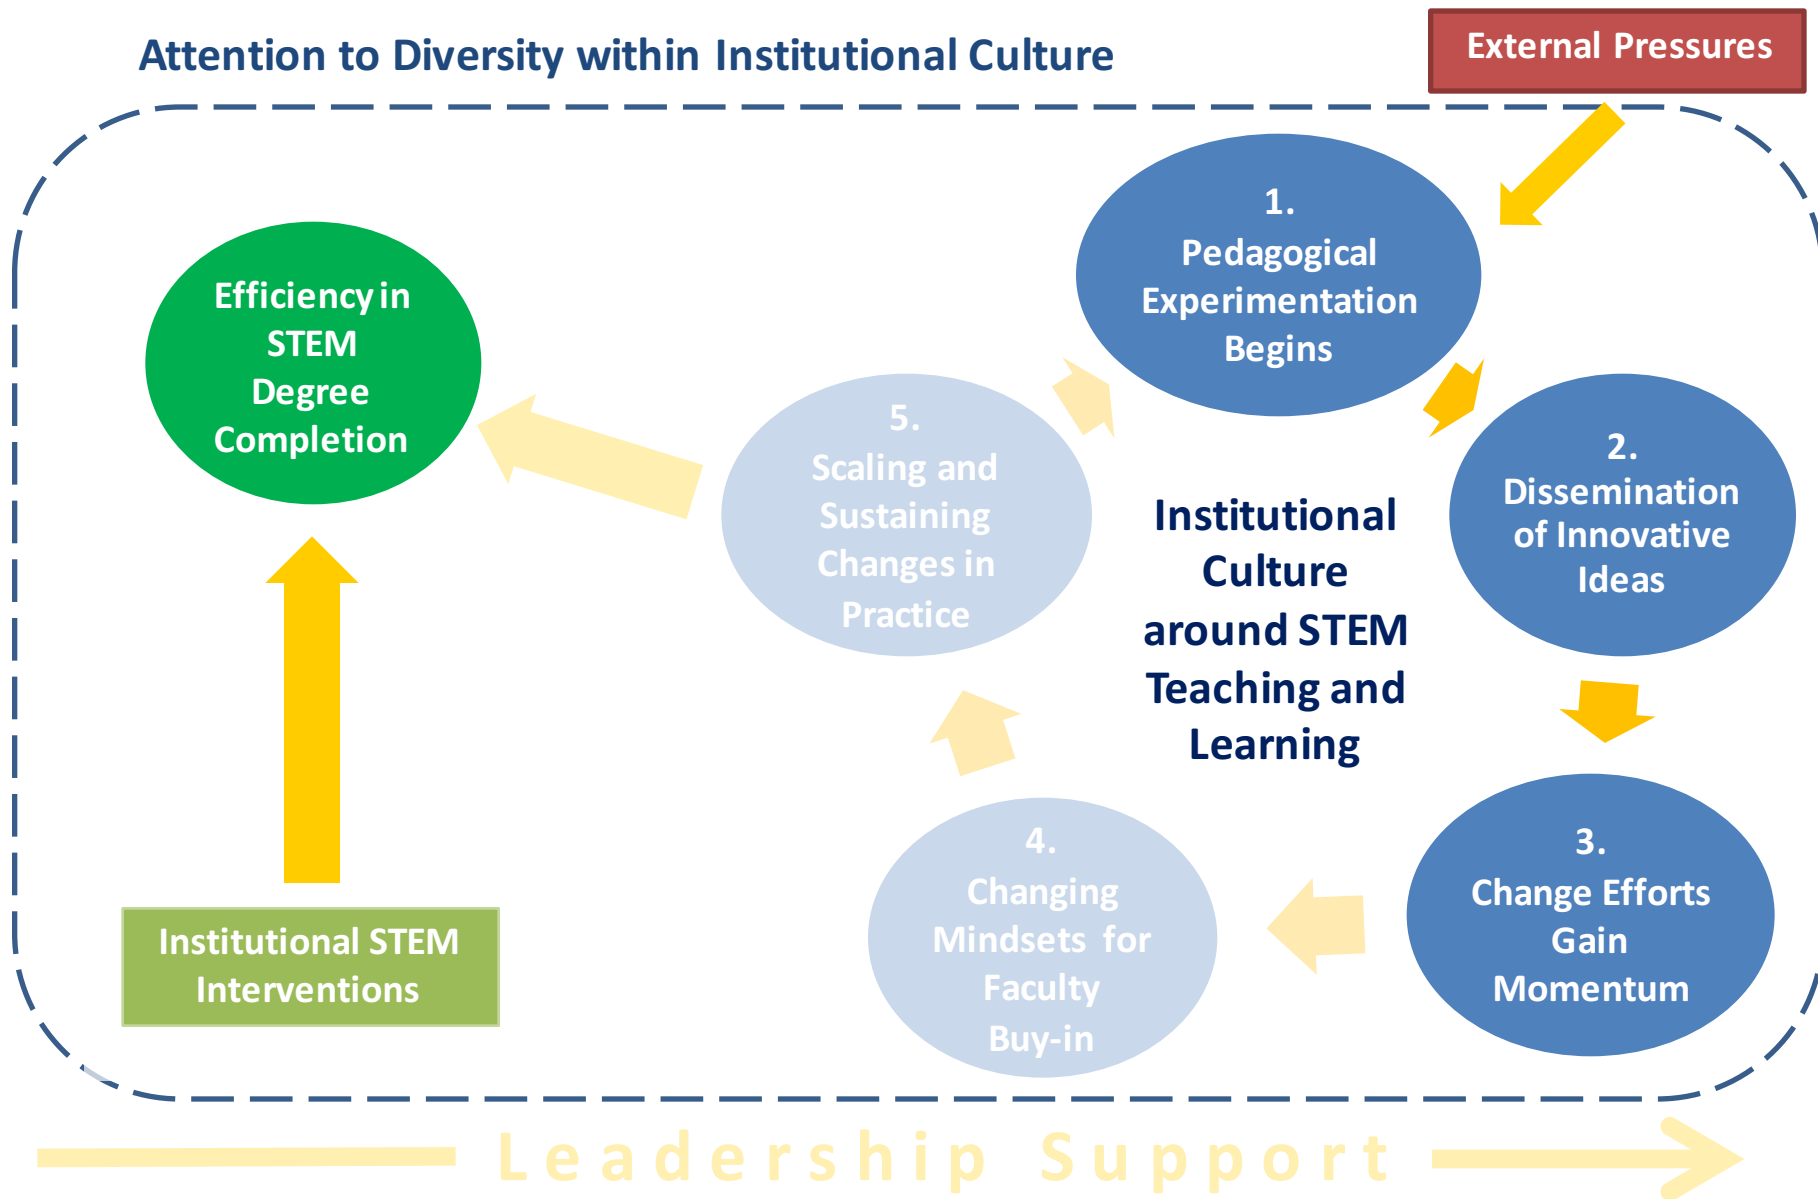 Attention to Diversity within Institutional Culture
External Pressures
1.
Pedagogical
Experimentation
Begins
2.
Dissemination
of Innovative
Ideas
3.
Change Efforts
Gain
Momentum
4.
Changing
Mindsets for
Faculty
Buy-in
5.
Scaling and
Sustaining
Changes in
Practice
Institutional
Culture
around STEM
Teaching and
Learning
Efficiency in
STEM
Degree
Completion
Institutional STEM
Interventions
Leadership Support